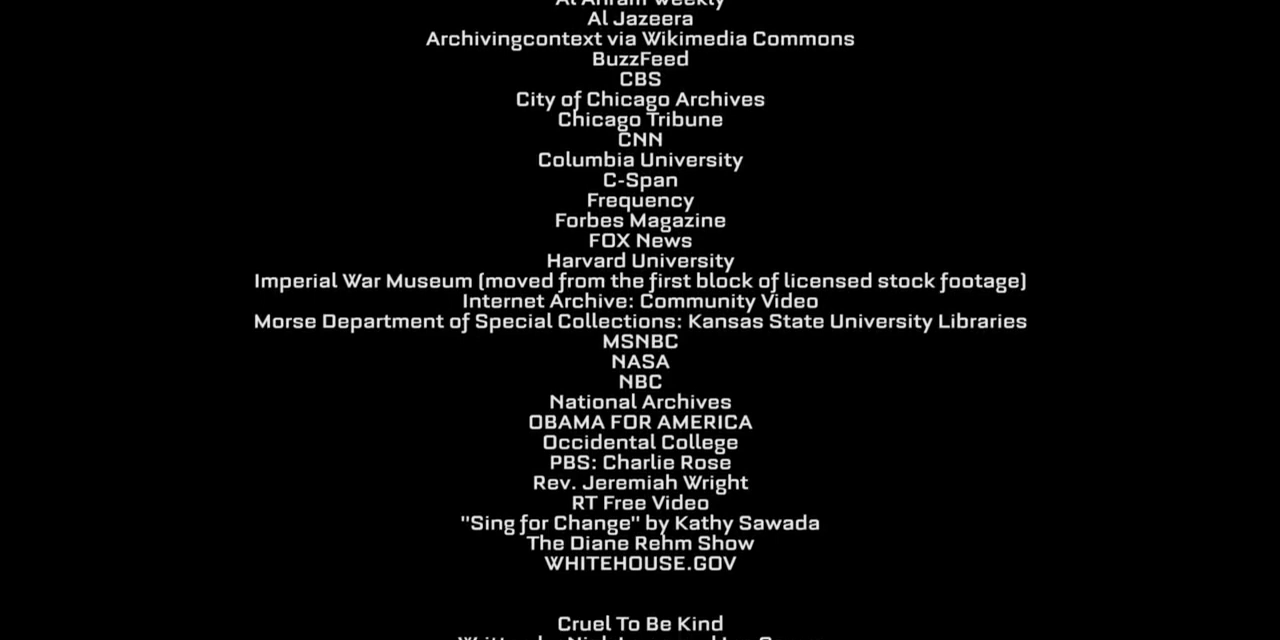 Al Ahram Weekly
Al Jazeera
Archivingcontext via Wikimedia Commons
BuzzFeed
CBS
City of Chicago Archives
Chicago Tribune
CNN
Columbia University
C-Span
Frequency
Forbes Magazine
FOX News
Harvard University
Imperial War Museum (moved from the first block of licensed stock footage)
Internet Archive: Community Video
Morse Department of Special Collections: Kansas State University Libraries
MSNBC
NASA
NBC
National Archives
OBAMA FOR AMERICA
Occidental College
PBS: Charlie Rose
Rev. Jeremiah Wright
RT Free Video
"Sing for Change" by Kathy Sawada
The Diane Rehm Show
WHITEHOUSE.GOV
Cruel To Be Kind